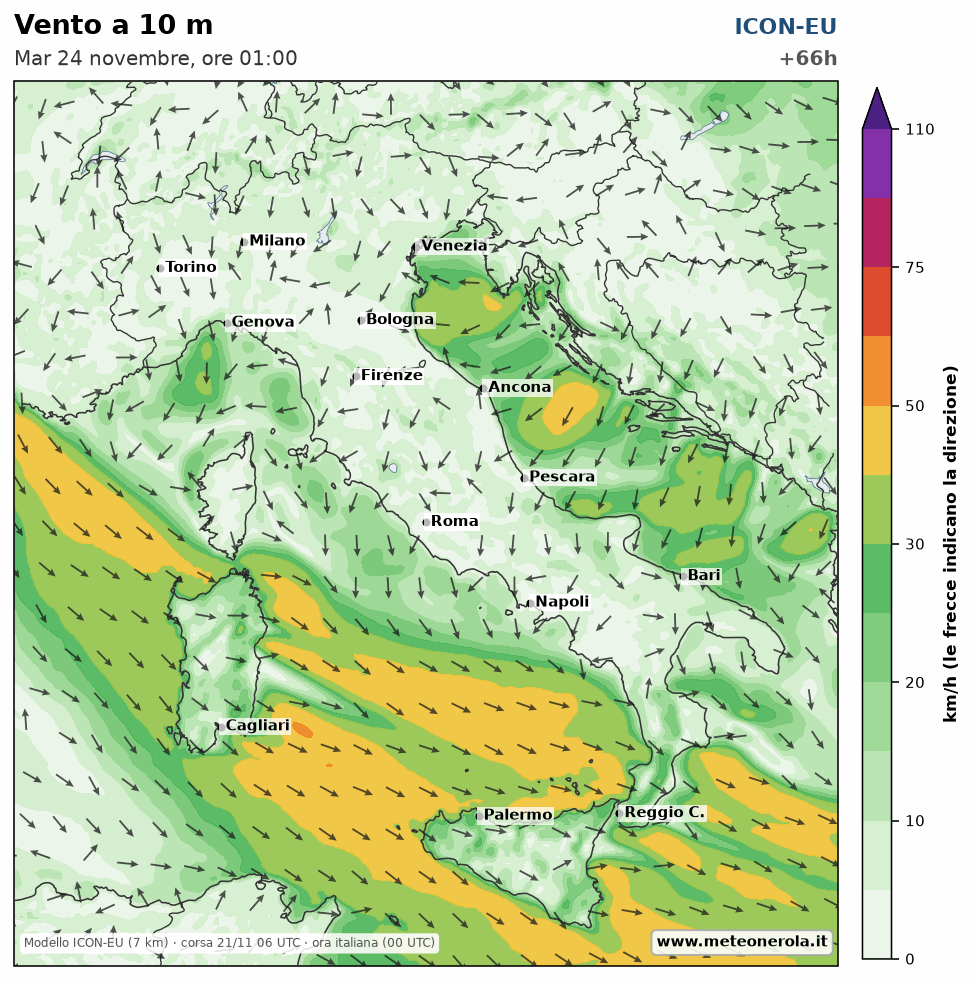 Vento a 10 m
ICON-EU
Mar 24 novembre, ore 01:00
+66h
110
75
50
30
20
10
0
km/h (le frecce indicano la direzione)
Milano
Venezia
Torino
Genova
Bologna
Firenze
Ancona
Pescara
Roma
Bari
Napoli
Cagliari
Palermo
Reggio C.
Modello ICON-EU (7 km) · corsa 21/11 06 UTC · ora italiana (00 UTC)
www.meteonerola.it